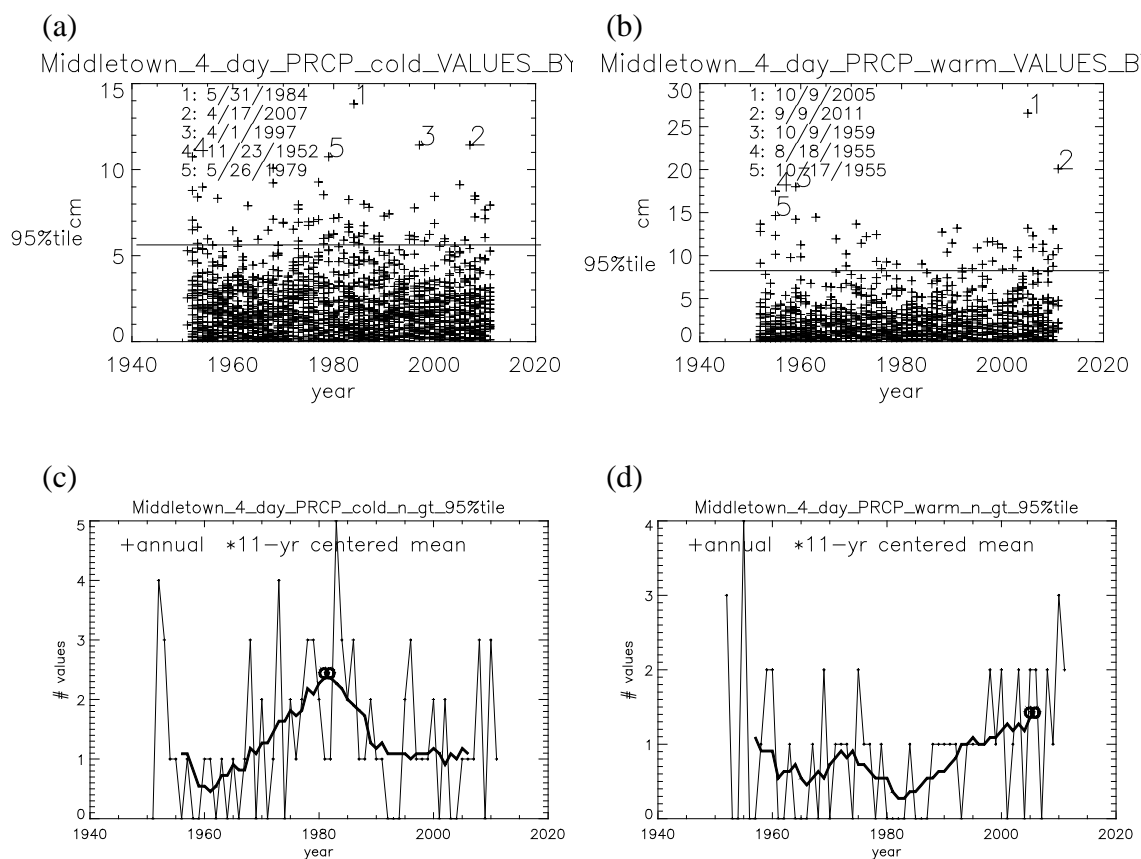 (a)
Middletown_4_day_PRCP_cold_VALUES_BY
15
10
5
0
cm
95%tile
1: 5/31/1984
2: 4/17/2007
3: 4/1/1997
4: 11/23/1952
5: 5/26/1979
1
4
5
3
2
1940 1960 1980 2000 2020
year
(b)
Middletown_4_day_PRCP_warm_VALUES_B
30
25
20
15
10
5
0
cm
95%tile
1: 10/9/2005
2: 9/9/2011
3: 10/9/1959
4: 8/18/1955
5: 10/17/1955
1
2
4
3
5
1940 1960 1980 2000 2020
year
(c)
Middletown_4_day_PRCP_cold_n_gt_95%tile
+annual *11-yr centered mean
5
4
3
2
1
0
# values
1940 1960 1980 2000 2020
year
(d)
Middletown_4_day_PRCP_warm_n_gt_95%tile
+annual *11-yr centered mean
4
3
2
1
0
# values
1940 1960 1980 2000 2020
year